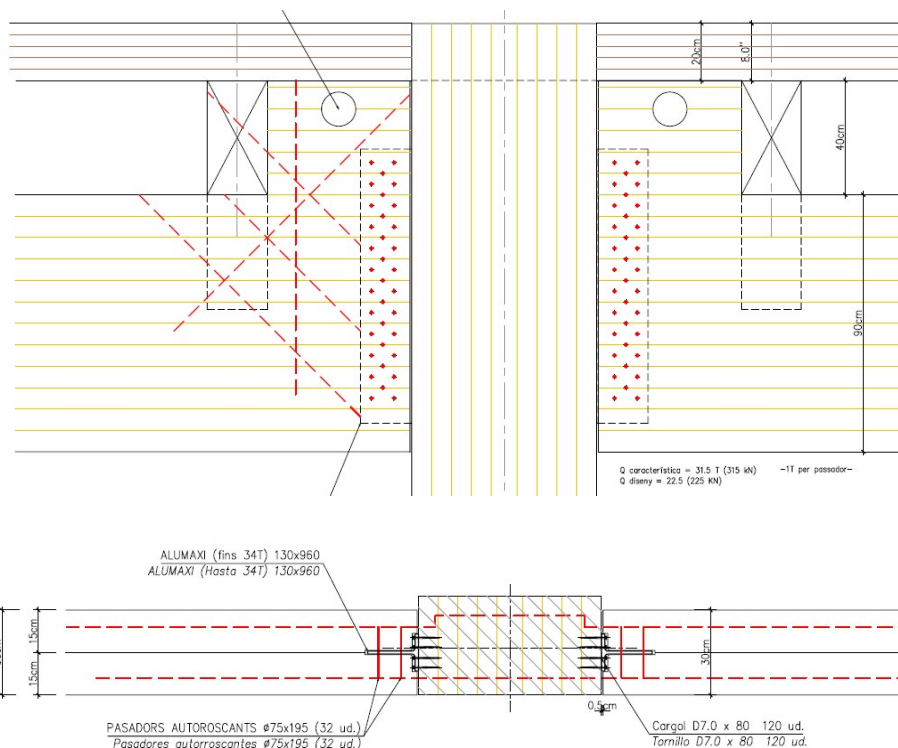 20cm
8.0"
40cm
90cm
Q característica = 31.5 T (315 kN) -1T per passador-
Q diseny = 22.5 (225 KN)
ALUMAXI (fins 34T) 130x960
ALUMAXI (Hasta 34T) 130x960
15cm
15cm
30cm
0,5cm
PASADORS AUTOROSCANTS ø75x195 (32 ud.)
Pasadores autorroscantes ø75x195 (32 ud.)
Cargol D7.0 x 80 120 ud.
Tornillo D7.0 x 80 120 ud.